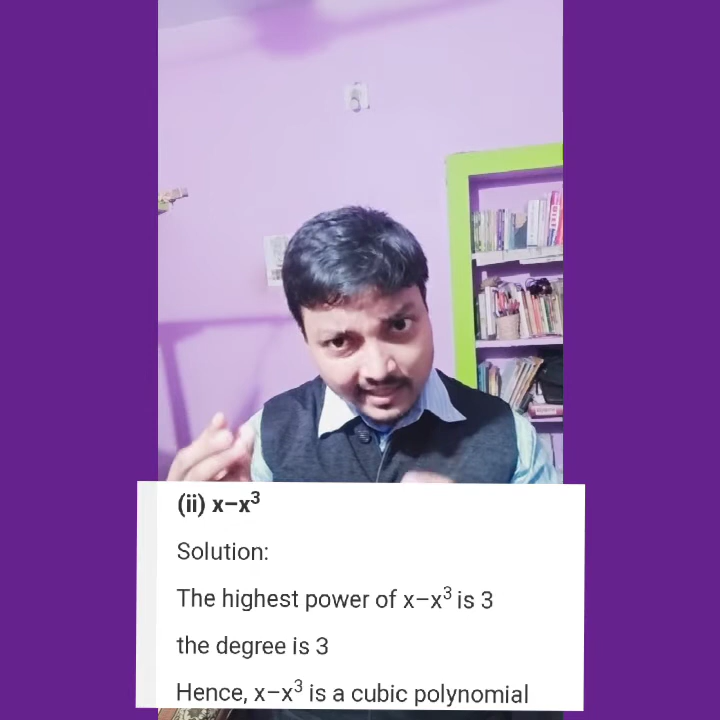 (ii) x–x³
Solution:
The highest power of x–x³ is 3
the degree is 3
Hence, x–x³ is a cubic polynomial